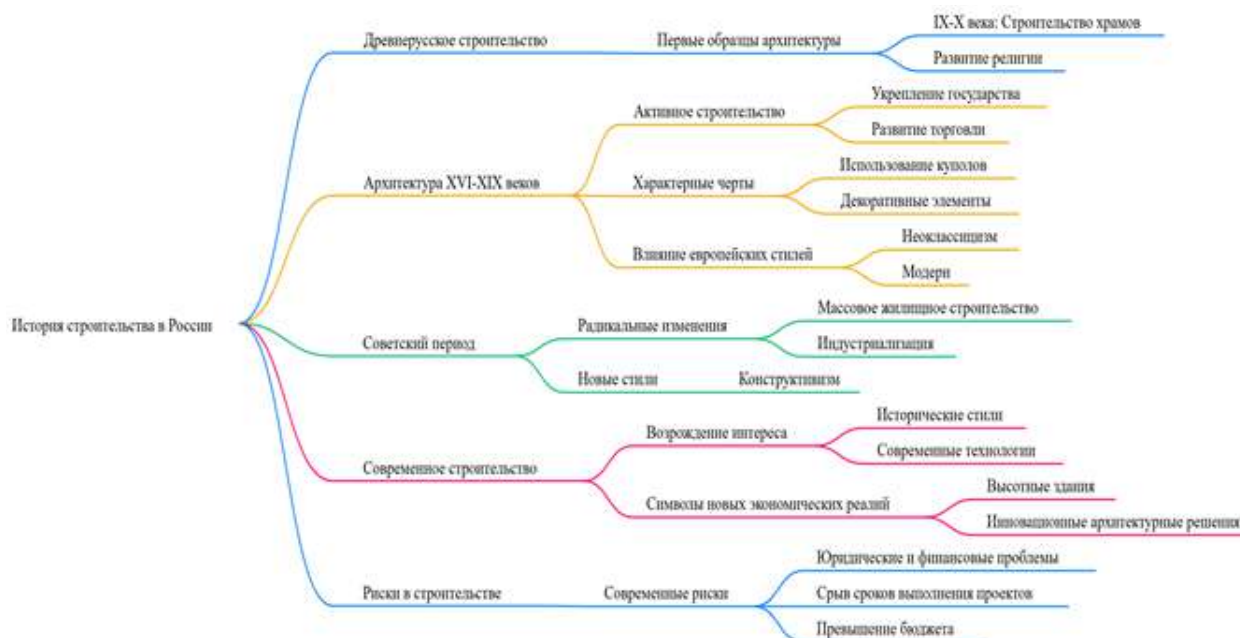 История строительства в России
Древнерусское строительство
Первые образцы архитектуры
IX-X века: Строительство храмов
Развитие религии
Архитектура XVI-XIX веков
Активное строительство
Укрепление государства
Развитие торговли
Характерные черты
Использование куполов
Декоративные элементы
Влияние европейских стилей
Неоклассицизм
Модерн
Советский период
Радикальные изменения
Массовое жилищное строительство
Индустриализация
Новые стили
Конструктивизм
Современное строительство
Возрождение интереса
Исторические стили
Современные технологии
Символы новых экономических реалий
Высотные здания
Инновационные архитектурные решения
Риски в строительстве
Современные риски
Юридические и финансовые проблемы
Срыв сроков выполнения проектов
Превышение бюджета